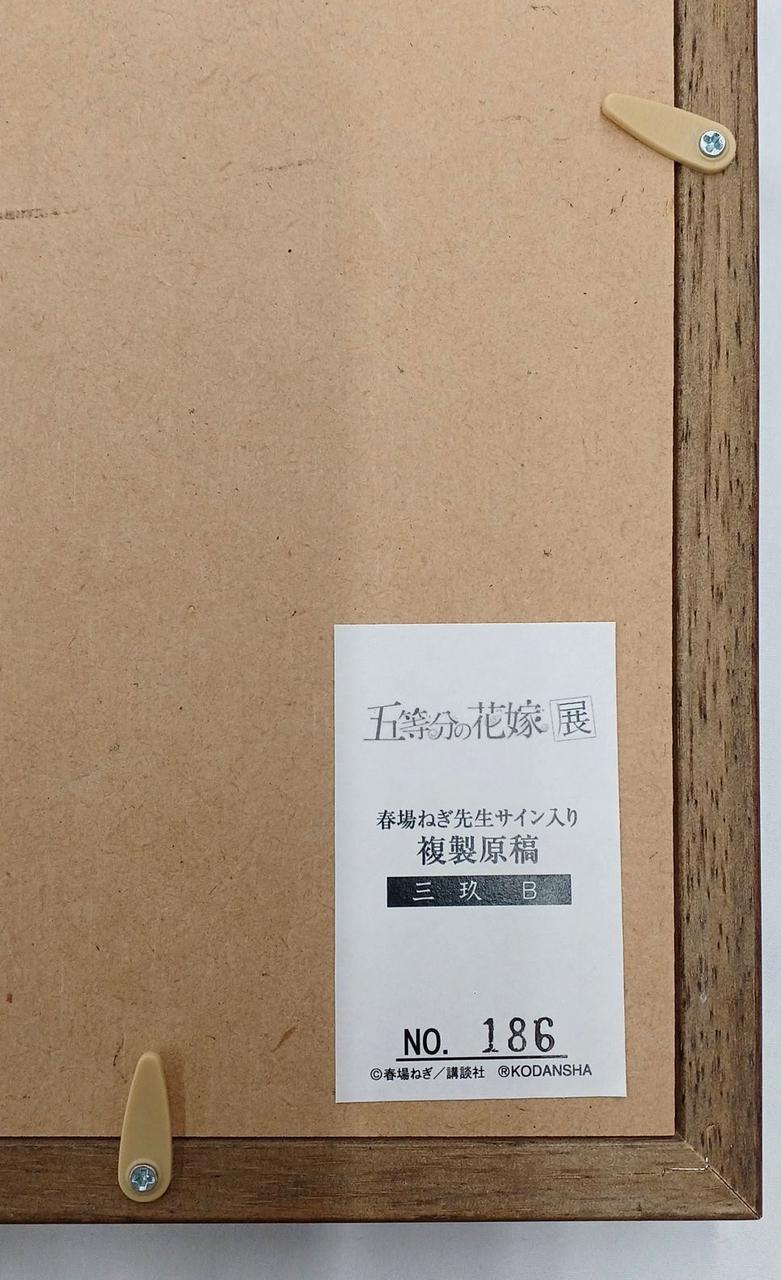 五等分の花嫁展
春場ねぎ先生サイン入り
複製原稿
三玖 B
NO. 186
©春場ねぎ／講談社 ®KODANSHA